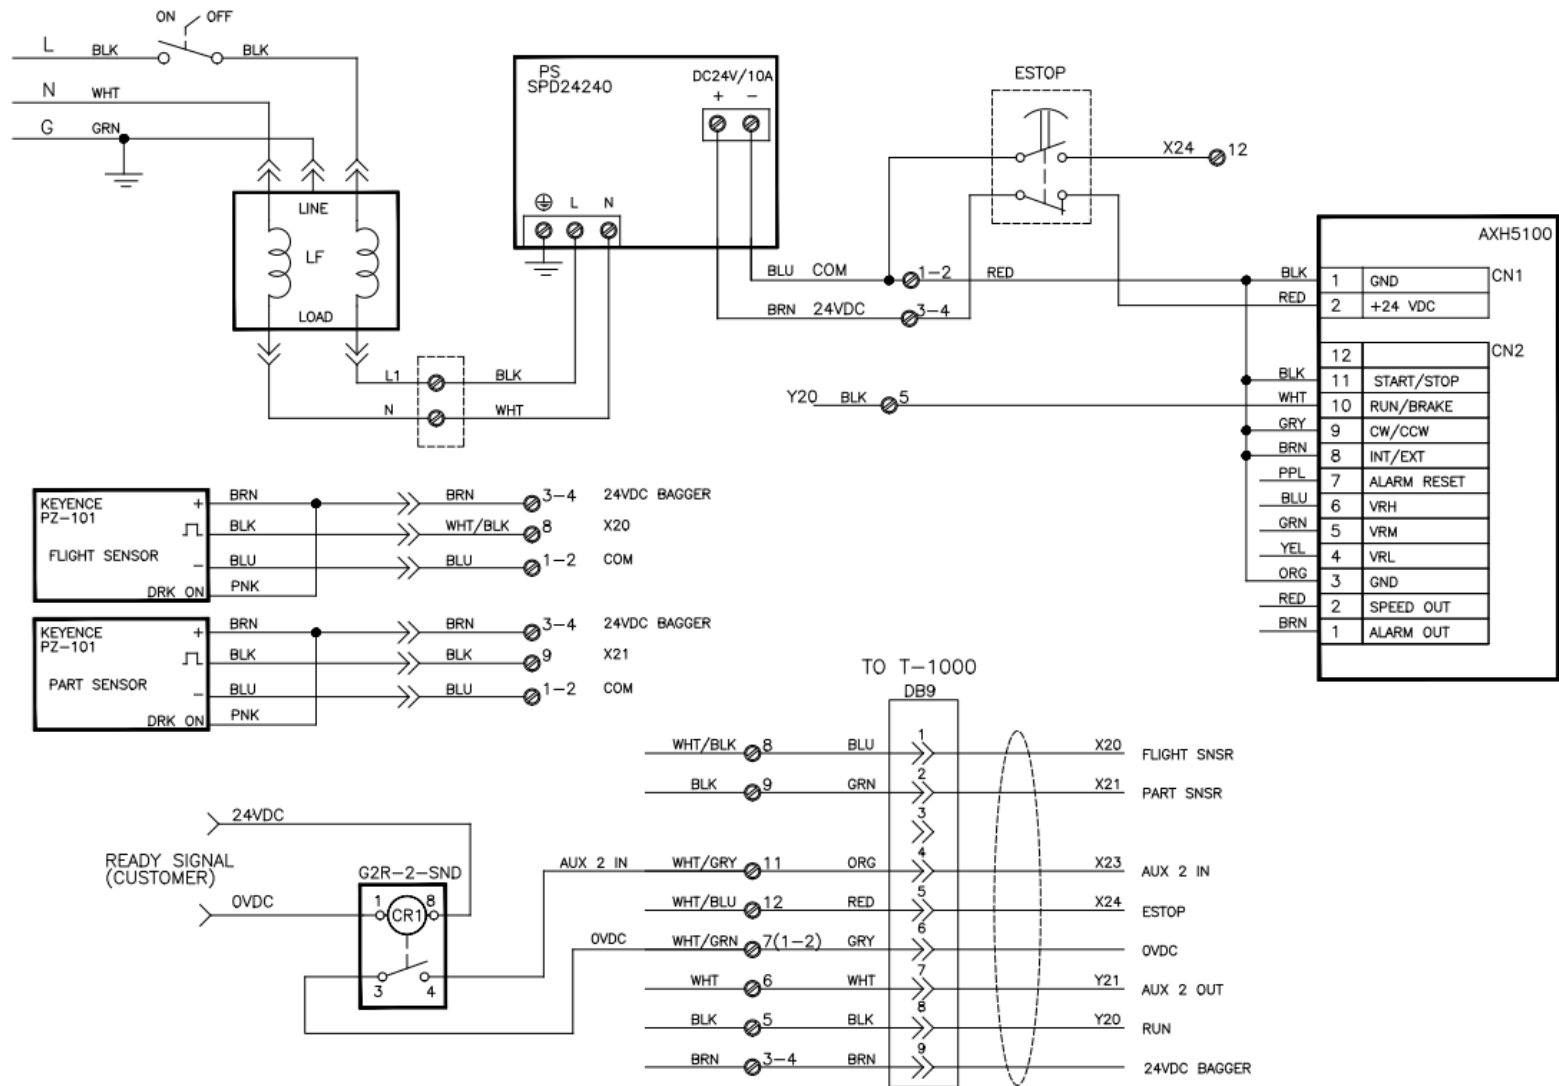 ON OFF
L BLK BLK
N WHT
G GRN
LINE
LF
LOAD
L1 BLK
N WHT
PS
SPD24240
DC24V/10A
+ −
L N
ESTOP
X24 12
BLU COM 1-2 RED BLK
BRN 24VDC 3-4 RED
Y20 BLK 5 WHT
AXH5100
CN1
1 GND
2 +24 VDC
CN2
12
BLK 11 START/STOP
10 RUN/BRAKE
GRY 9 CW/CCW
BRN 8 INT/EXT
PPL 7 ALARM RESET
BLU 6 VRH
GRN 5 VRM
YEL 4 VRL
ORG 3 GND
RED 2 SPEED OUT
BRN 1 ALARM OUT
KEYENCE
PZ-101
FLIGHT SENSOR
DRK ON
+ BRN BRN 3-4 24VDC BAGGER
BLK WHT/BLK 8 X20
− BLU BLU 1-2 COM
PNK
KEYENCE
PZ-101
PART SENSOR
DRK ON
+ BRN BRN 3-4 24VDC BAGGER
BLK BLK 9 X21
− BLU BLU 1-2 COM
PNK
TO T-1000
DB9
WHT/BLK 8 BLU 1 X20 FLIGHT SNSR
BLK 9 GRN 2 X21 PART SNSR
3
AUX 2 IN WHT/GRY 11 ORG 4 X23 AUX 2 IN
WHT/BLU 12 RED 5 X24 ESTOP
0VDC WHT/GRN 7(1-2) GRY 6 0VDC
WHT 6 WHT 7 Y21 AUX 2 OUT
BLK 5 BLK 8 Y20 RUN
BRN 3-4 BRN 9 24VDC BAGGER
24VDC
READY SIGNAL
(CUSTOMER)
0VDC
G2R-2-SND
1 8
CR1
3 4